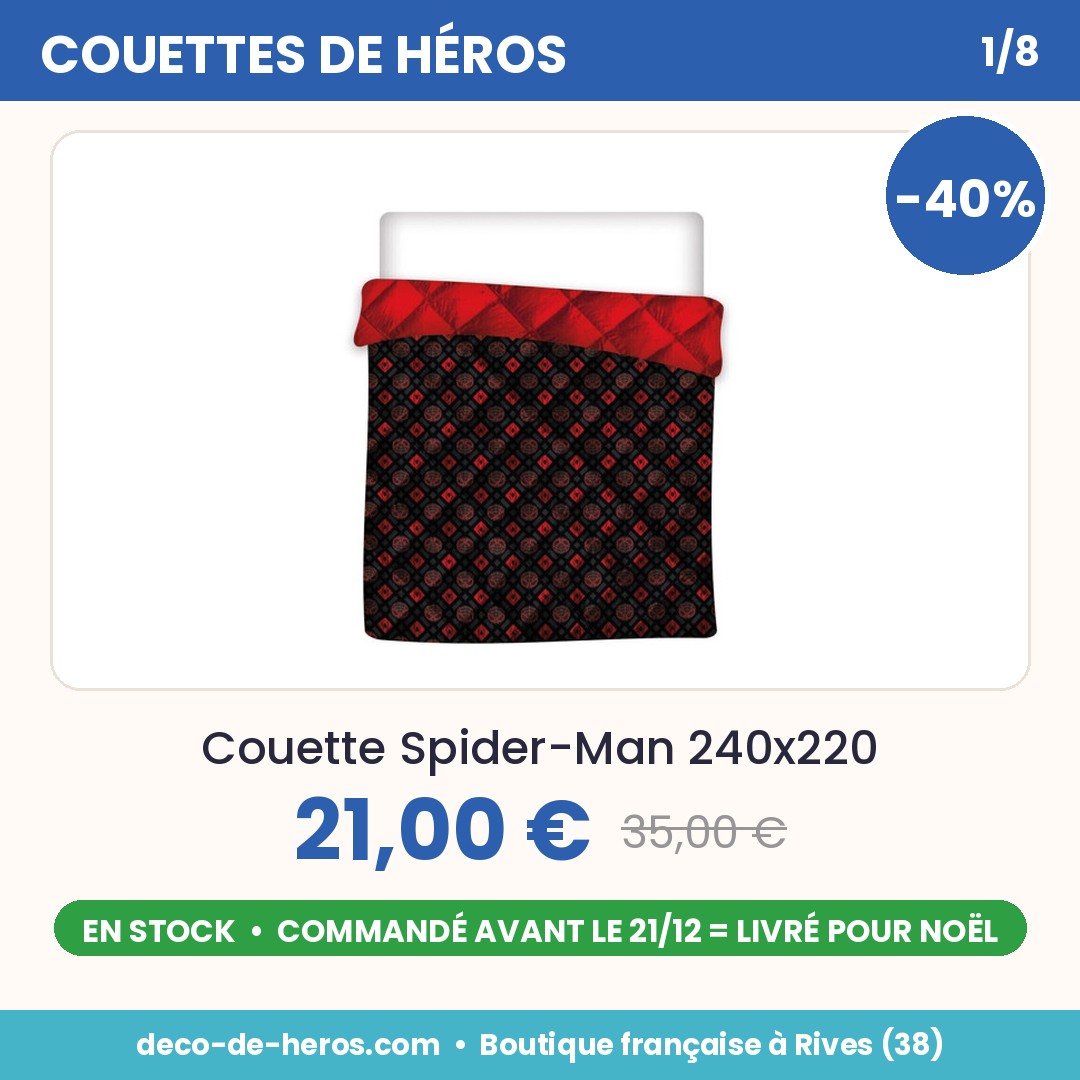 COUETTES DE HÉROS
1/8
-40%
Couette Spider-Man 240x220
21,00 € 35,00 €
EN STOCK • COMMANDÉ AVANT LE 21/12 = LIVRÉ POUR NOËL
deco-de-heros.com • Boutique française à Rives (38)